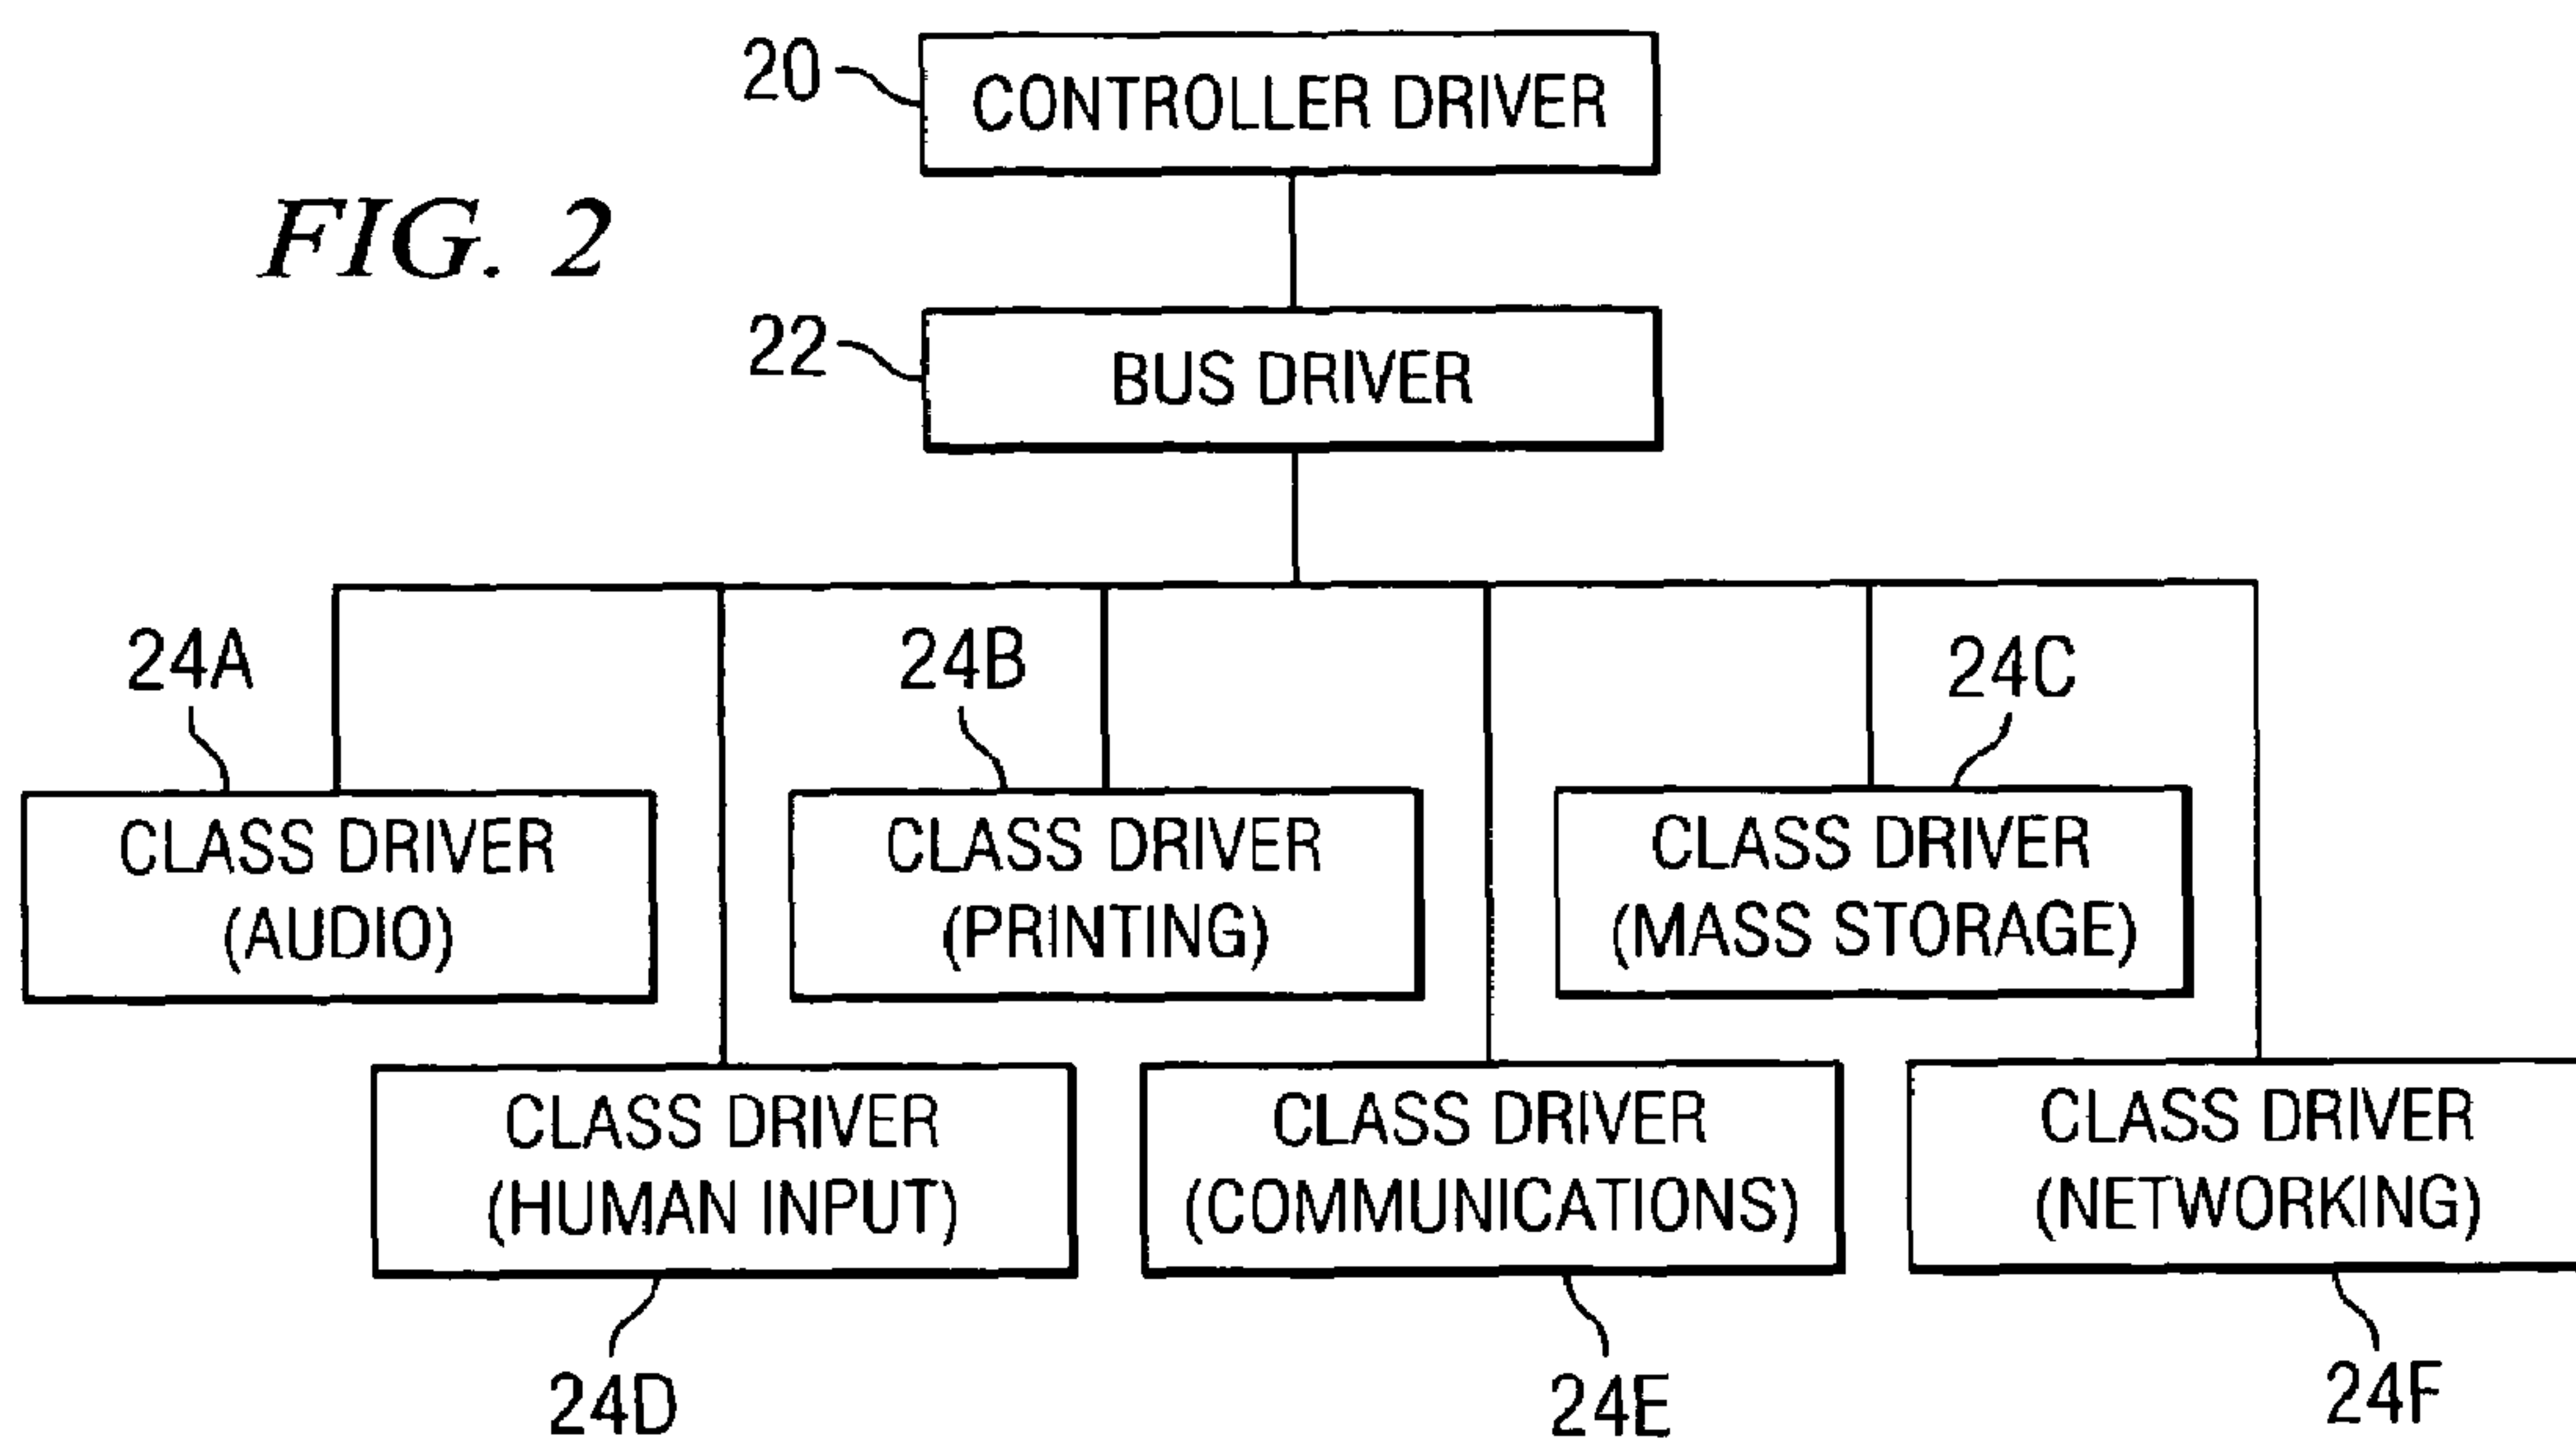 20
CONTROLLER DRIVER
FIG. 2
22
BUS DRIVER
24A
24B
24C
CLASS DRIVER
(AUDIO)
CLASS DRIVER
(PRINTING)
CLASS DRIVER
(MASS STORAGE)
CLASS DRIVER
(HUMAN INPUT)
CLASS DRIVER
(COMMUNICATIONS)
CLASS DRIVER
(NETWORKING)
24D
24E
24F